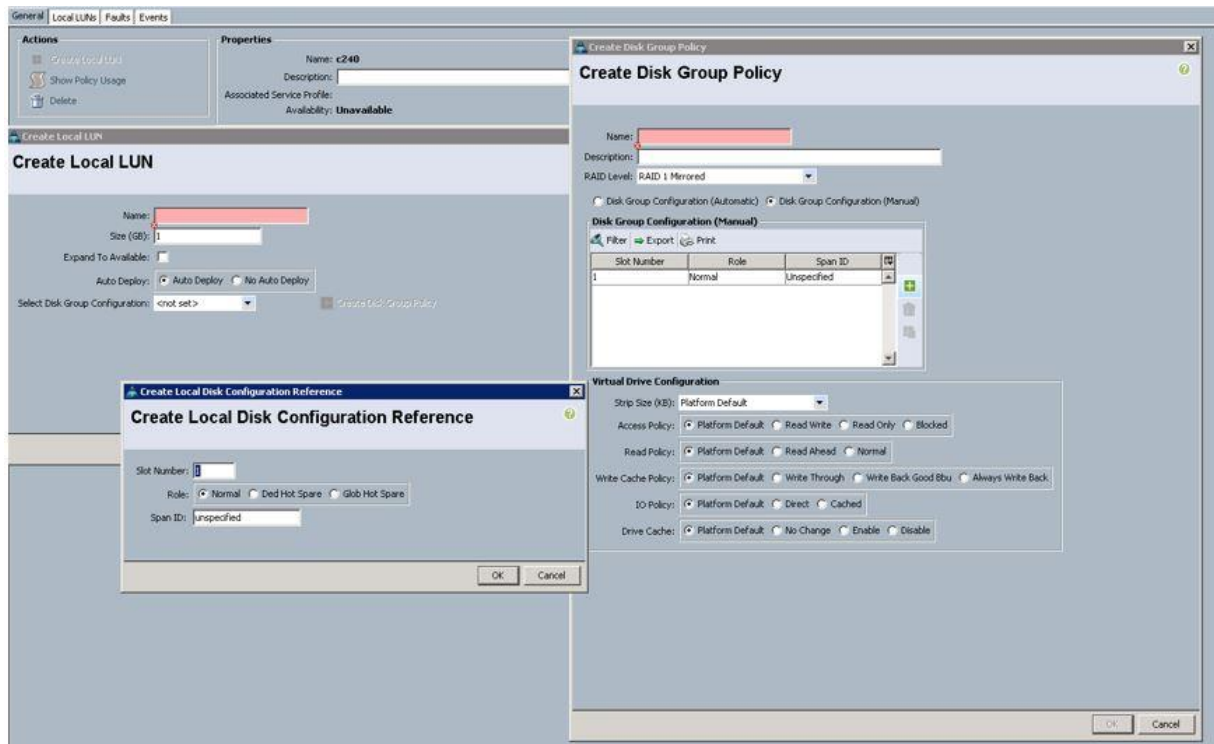 General Local LUNs Faults Events
Actions
Create Local LUN
Show Policy Usage
Delete
Properties
Name: c240
Description:
Associated Service Profile:
Availability: Unavailable
Create Local LUN
Create Local LUN
Name:
Size (GB): 1
Expand To Available:
Auto Deploy: Auto Deploy No Auto Deploy
Select Disk Group Configuration: <not set> Create Disk Group Policy
Create Local Disk Configuration Reference
Create Local Disk Configuration Reference
Slot Number: 1
Role: Normal Ded Hot Spare Glob Hot Spare
Span ID: unspecified
OK Cancel
Create Disk Group Policy
Create Disk Group Policy
Name:
Description:
RAID Level: RAID 1 Mirrored
Disk Group Configuration (Automatic) Disk Group Configuration (Manual)
Disk Group Configuration (Manual)
Filter Export Print
Slot Number Role Span ID
1 Normal Unspecified
Virtual Drive Configuration
Strip Size (KB): Platform Default
Access Policy: Platform Default Read Write Read Only Blocked
Read Policy: Platform Default Read Ahead Normal
Write Cache Policy: Platform Default Write Through Write Back Good Bbu Always Write Back
IO Policy: Platform Default Direct Cached
Drive Cache: Platform Default No Change Enable Disable
OK Cancel